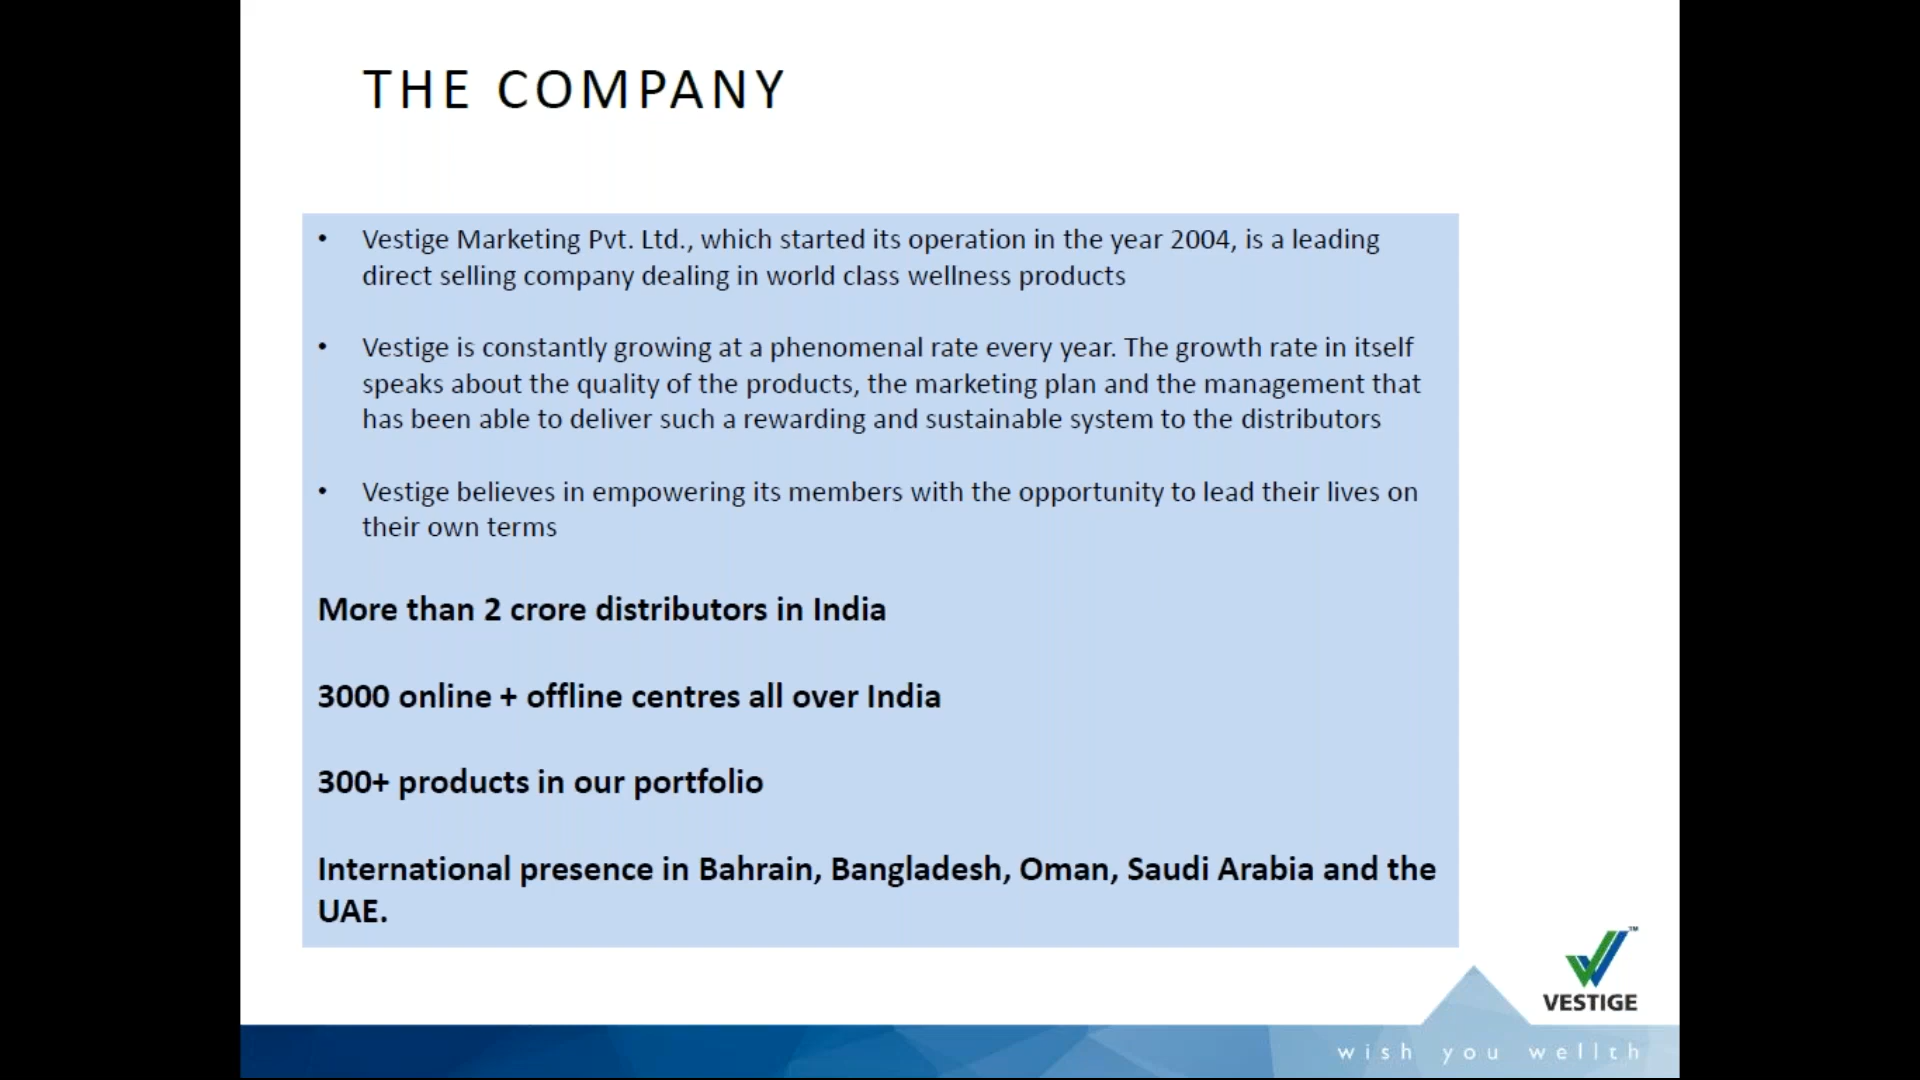 THE COMPANY
• Vestige Marketing Pvt. Ltd., which started its operation in the year 2004, is a leading
direct selling company dealing in world class wellness products
• Vestige is constantly growing at a phenomenal rate every year. The growth rate in itself
speaks about the quality of the products, the marketing plan and the management that
has been able to deliver such a rewarding and sustainable system to the distributors
• Vestige believes in empowering its members with the opportunity to lead their lives on
their own terms
More than 2 crore distributors in India
3000 online + offline centres all over India
300+ products in our portfolio
International presence in Bahrain, Bangladesh, Oman, Saudi Arabia and the
UAE.
TM
VESTIGE
wish you wellth